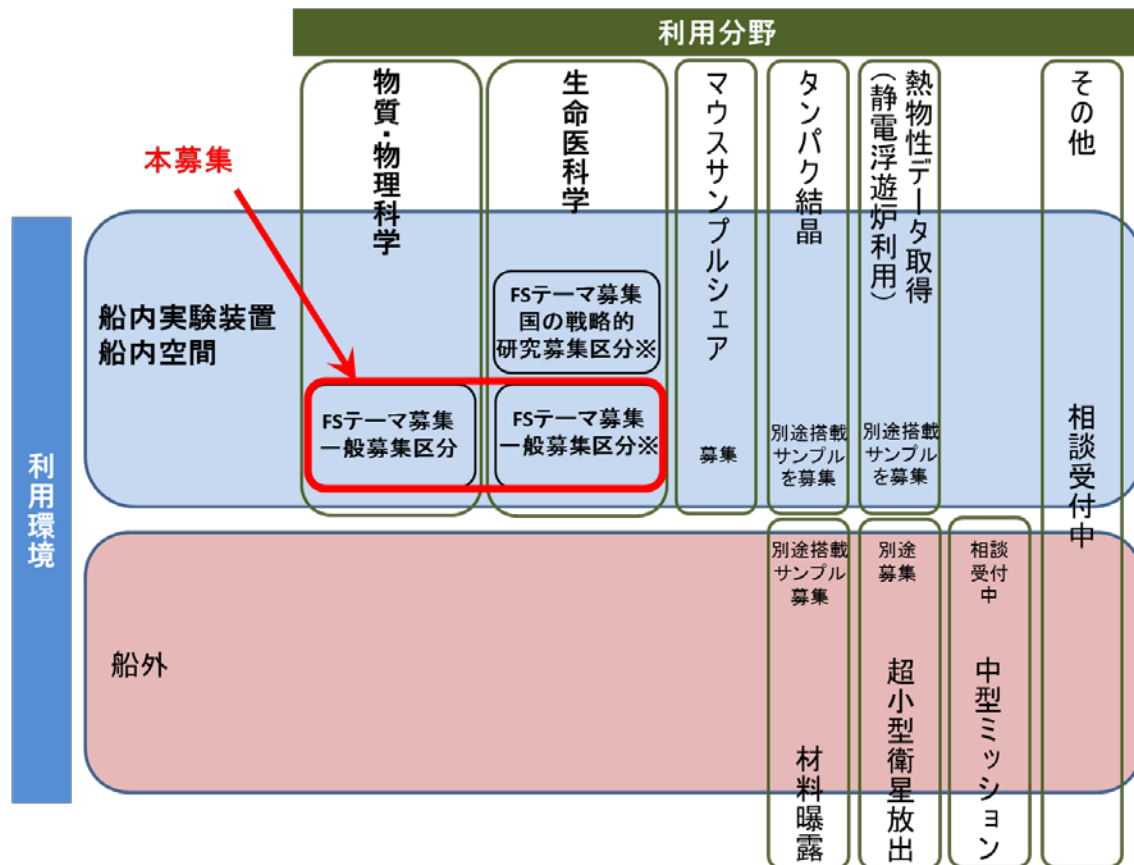 利用分野
物質・物理科学
生命医科学
マウスサンプルシェア
タンパク結晶
熱物性データ取得
(静電浮遊炉利用)
その他
本募集
利用環境
船内実験装置
船内空間
FSテーマ募集
国の戦略的
研究募集区分※
FSテーマ募集
一般募集区分
FSテーマ募集
一般募集区分※
募集
別途搭載
サンプル
を募集
別途搭載
サンプル
を募集
相談受付中
船外
別途搭載
サンプル
募集
別途
募集
相談
受付
中
材料曝露
超小型衛星放出
中型ミッション